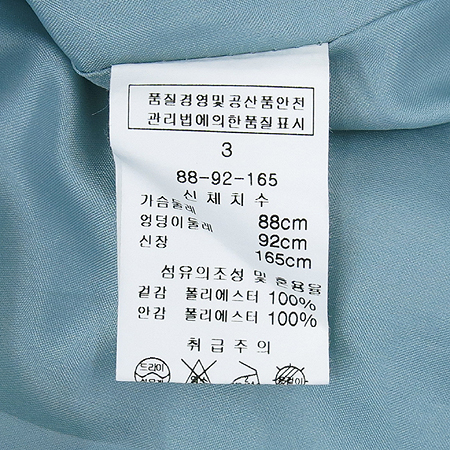 품질경영및공산품안전
관리법에의한품질표시
3
88-92-165
신체치수
가슴둘레 88cm
엉덩이둘레 92cm
신장 165cm
섬유의조성 및 혼용율
겉감 폴리에스터 100%
안감 폴리에스터 100%
취급주의
드라이